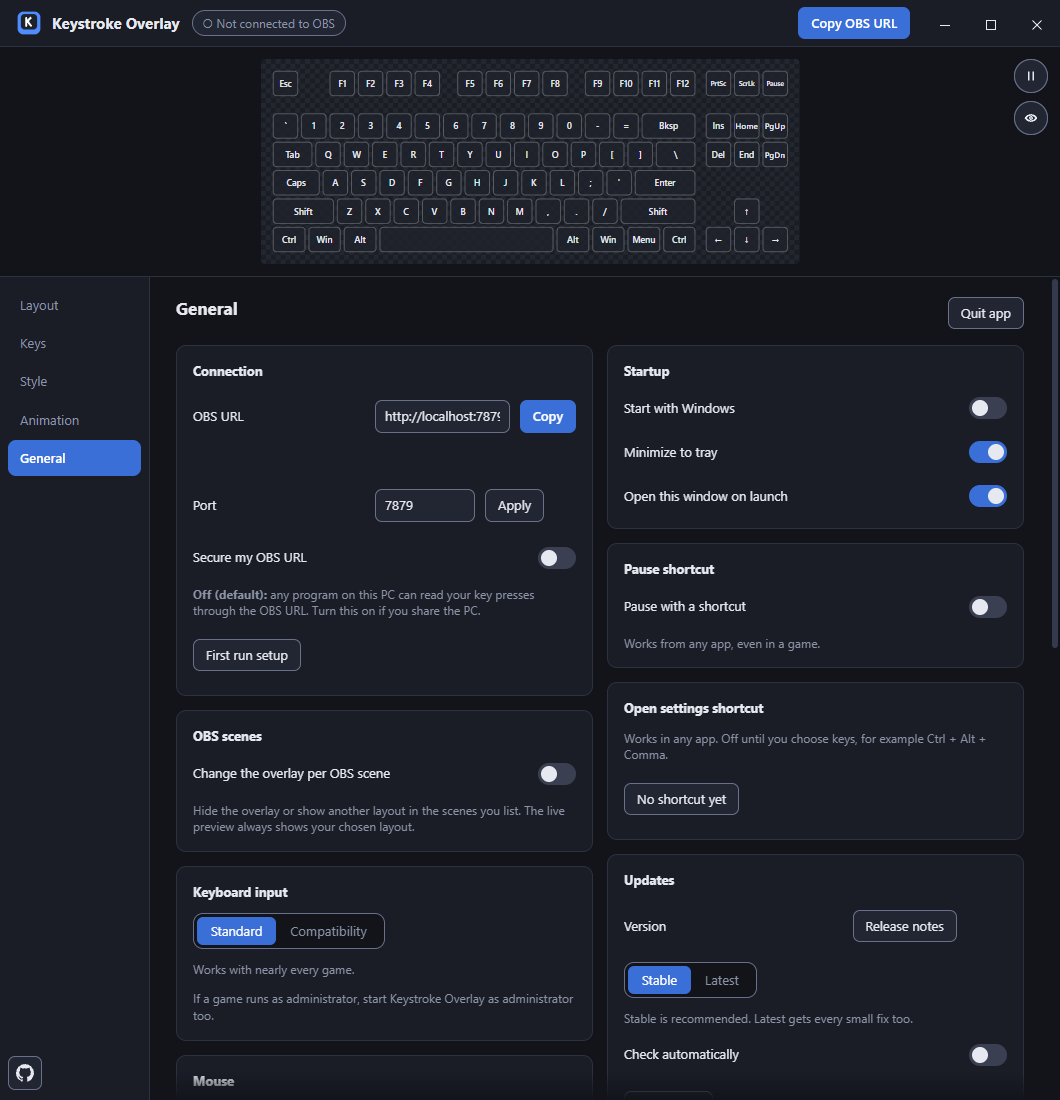 K Keystroke Overlay Not connected to OBS Copy OBS URL
Esc F1 F2 F3 F4 F5 F6 F7 F8 F9 F10 F11 F12 PrtSc ScrLk Pause
` 1 2 3 4 5 6 7 8 9 0 - = Bksp Ins Home PgUp
Tab Q W E R T Y U I O P [ ] \ Del End PgDn
Caps A S D F G H J K L ; ' Enter
Shift Z X C V B N M , . / Shift ↑
Ctrl Win Alt Alt Win Menu Ctrl ← ↓ →
Layout
Keys
Style
Animation
General
General
Quit app
Connection
OBS URL http://localhost:7879 Copy
Port 7879 Apply
Secure my OBS URL
Off (default): any program on this PC can read your key presses
through the OBS URL. Turn this on if you share the PC.
First run setup
OBS scenes
Change the overlay per OBS scene
Hide the overlay or show another layout in the scenes you list. The live
preview always shows your chosen layout.
Keyboard input
Standard Compatibility
Works with nearly every game.
If a game runs as administrator, start Keystroke Overlay as administrator
too.
Mouse
Startup
Start with Windows
Minimize to tray
Open this window on launch
Pause shortcut
Pause with a shortcut
Works from any app, even in a game.
Open settings shortcut
Works in any app. Off until you choose keys, for example Ctrl + Alt +
Comma.
No shortcut yet
Updates
Version Release notes
Stable Latest
Stable is recommended. Latest gets every small fix too.
Check automatically